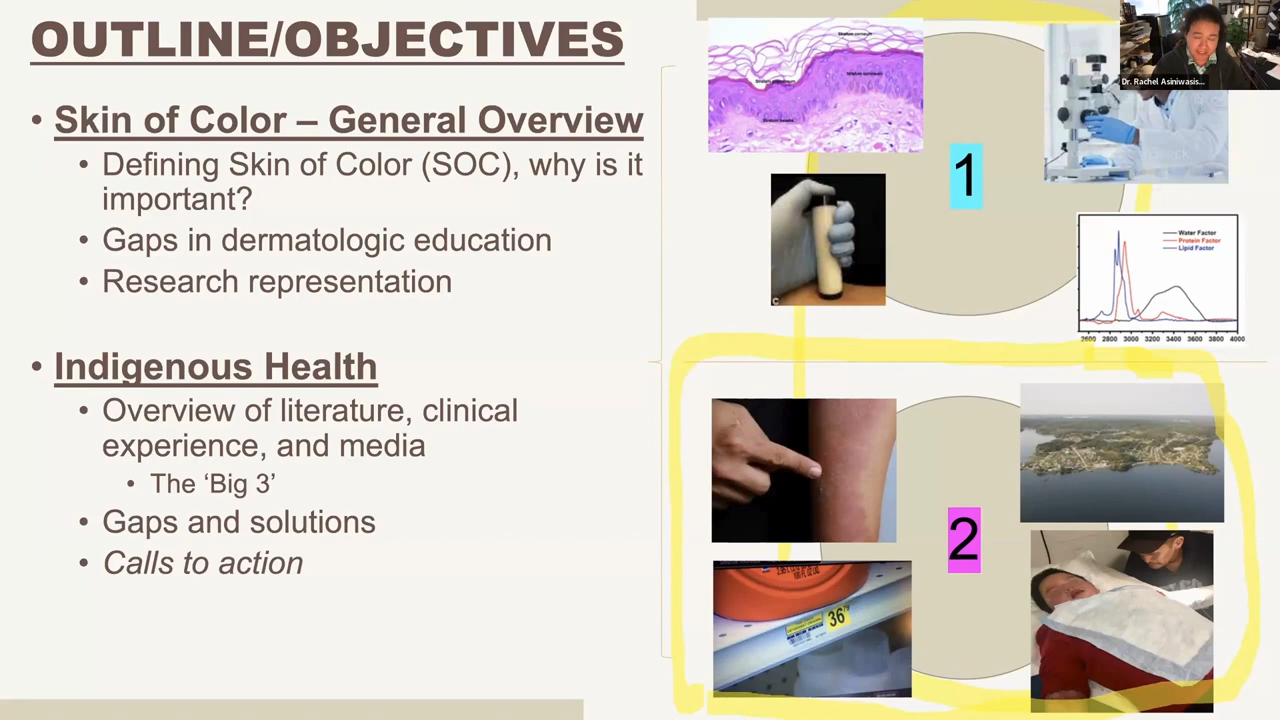 OUTLINE/OBJECTIVES
• Skin of Color – General Overview
• Defining Skin of Color (SOC), why is it
important?
• Gaps in dermatologic education
• Research representation
• Indigenous Health
• Overview of literature, clinical
experience, and media
• The ‘Big 3’
• Gaps and solutions
• Calls to action
Stratum corneum
1
C
Dr. Rachel Asiniwasis...
Water Factor
Protein Factor
Lipid Factor
2600 2800 3000 3200 3400 3600 3800 4000
2
36